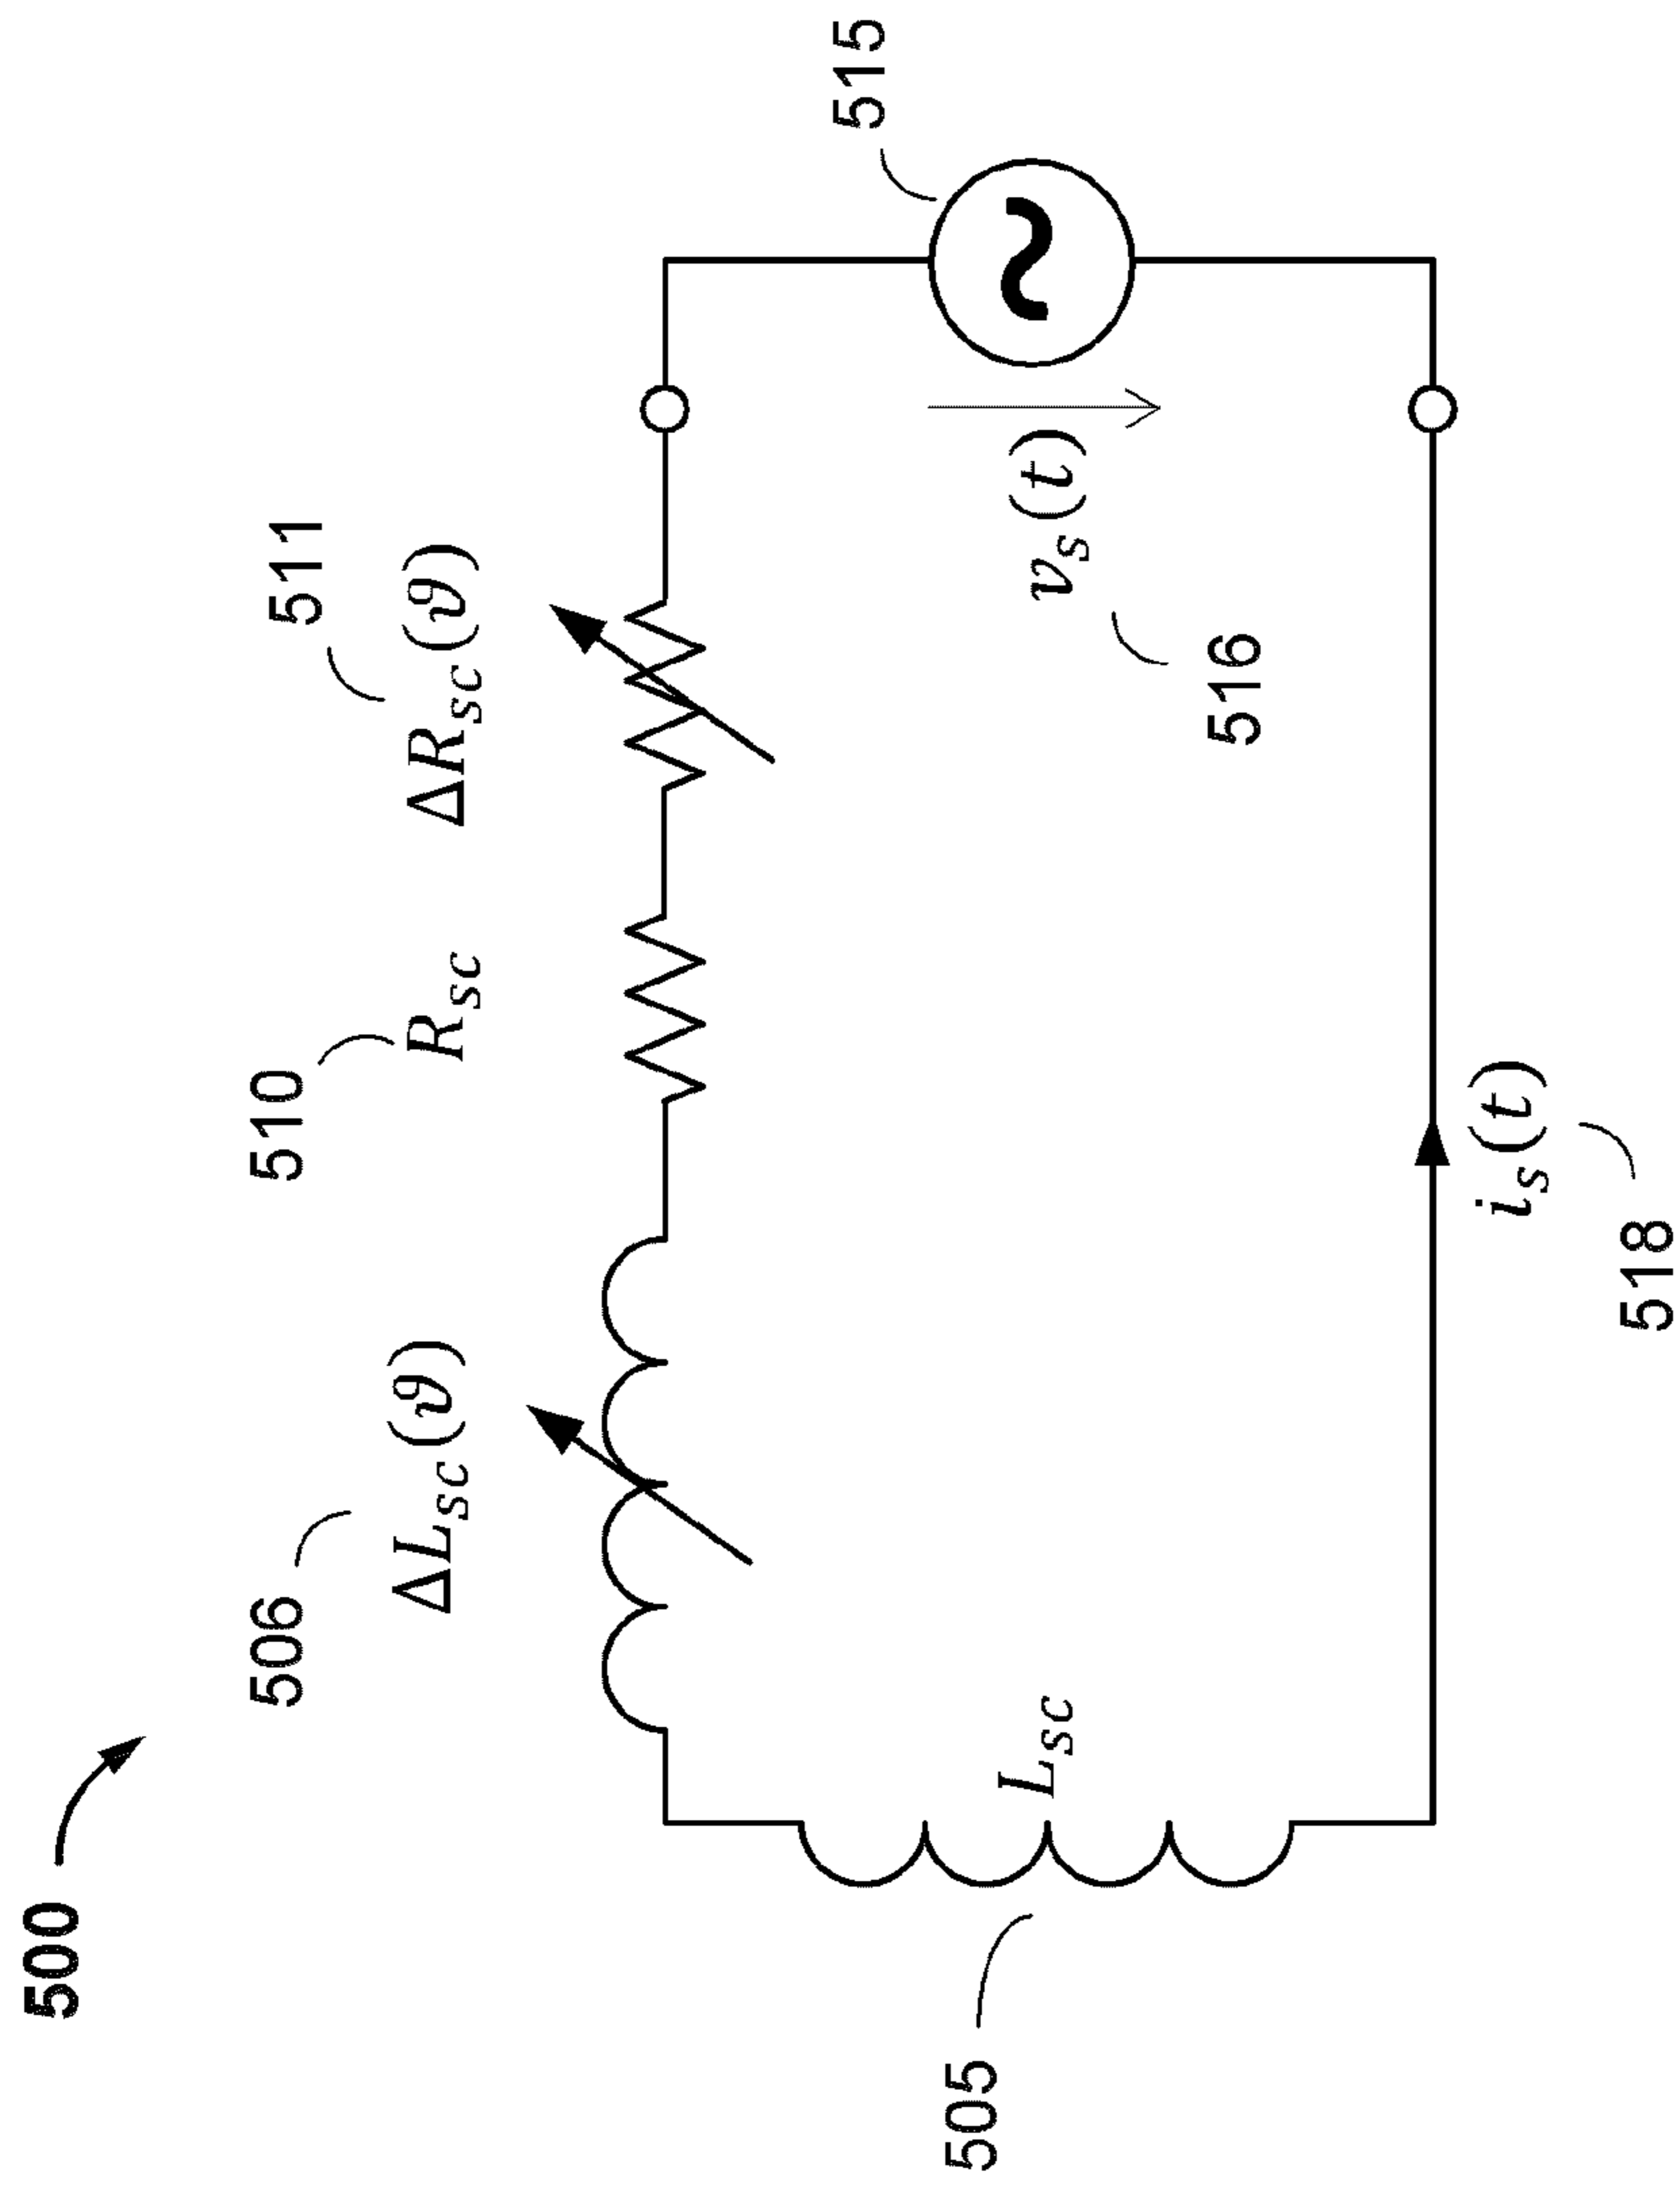 500
506
ΔL_sc(ϑ)
510
R_sc
511
ΔR_sc(ϑ)
505
L_sc
515
v_s(t)
516
i_s(t)
518